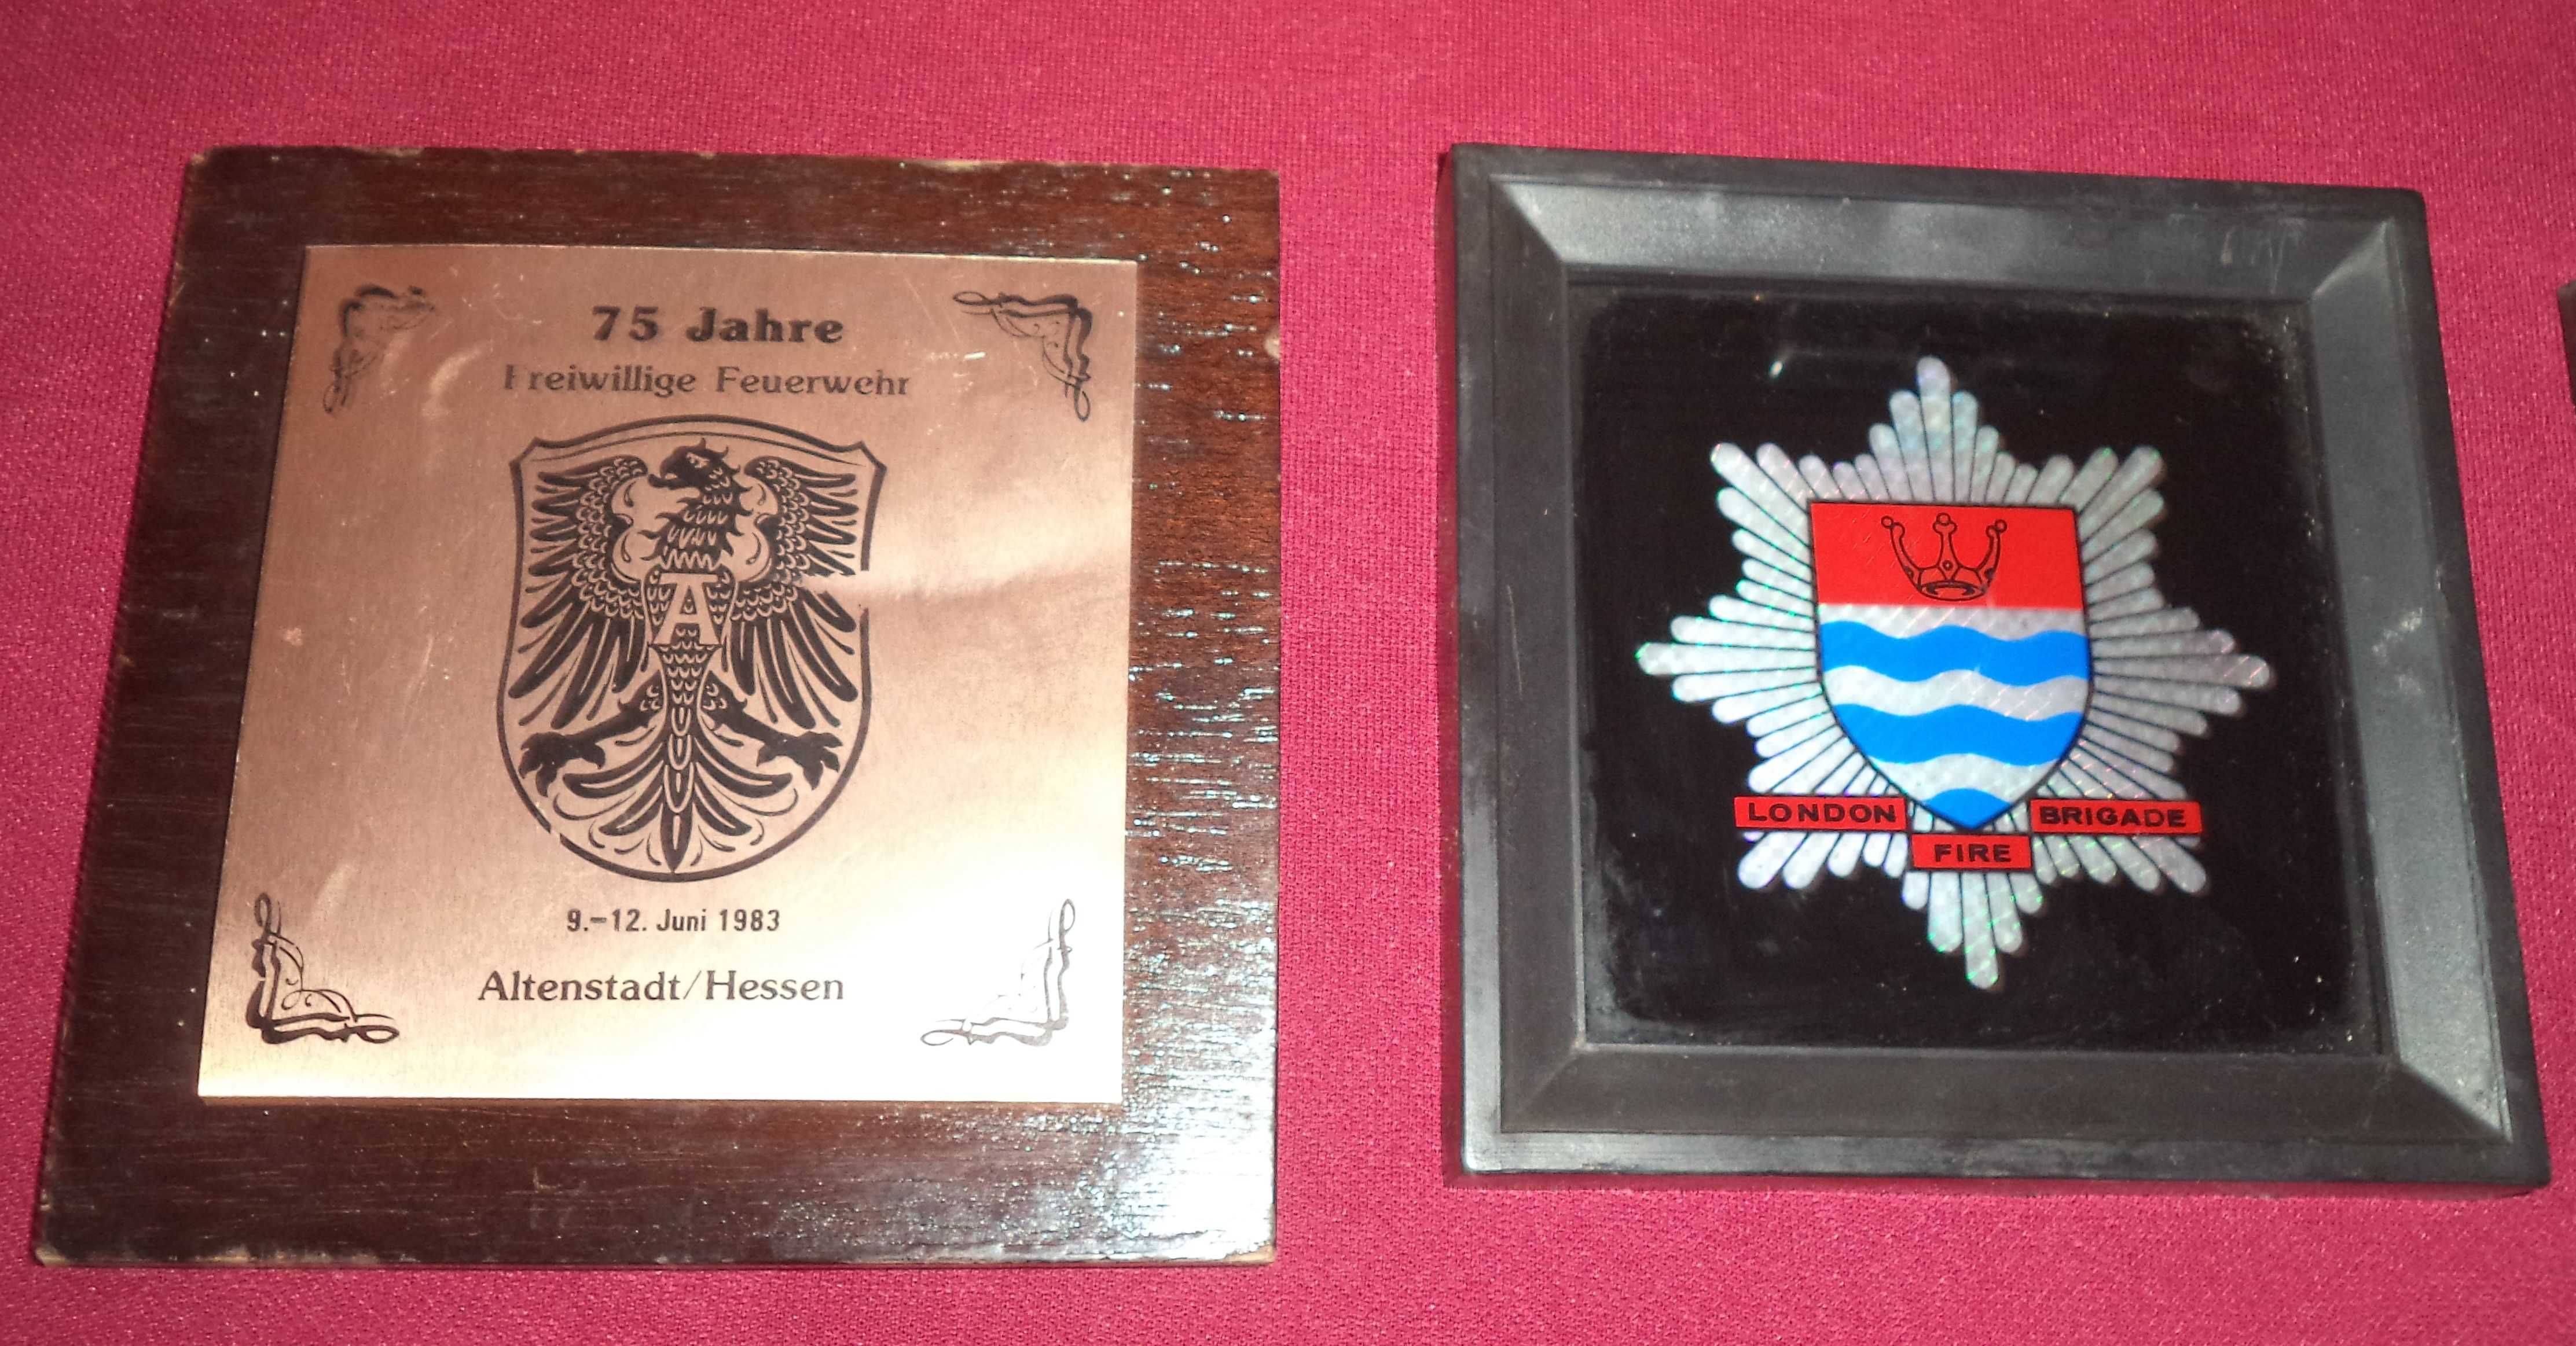 75 Jahre
Freiwillige Feuerwehr
A
9.–12. Juni 1983
Altenstadt/Hessen
LONDON BRIGADE
FIRE